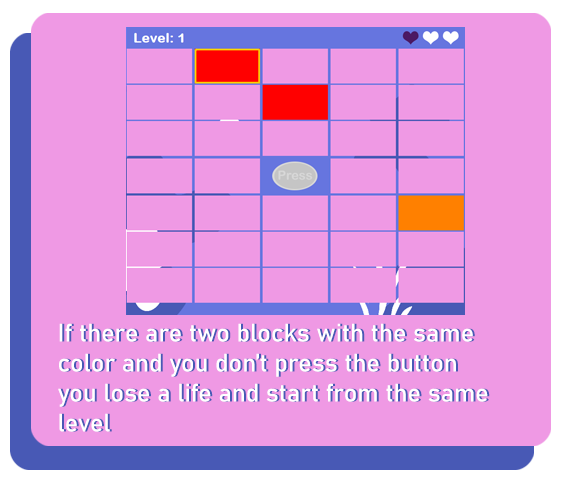 Level: 1
Press
If there are two blocks with the same
color and you don't press the button
you lose a life and start from the same
level